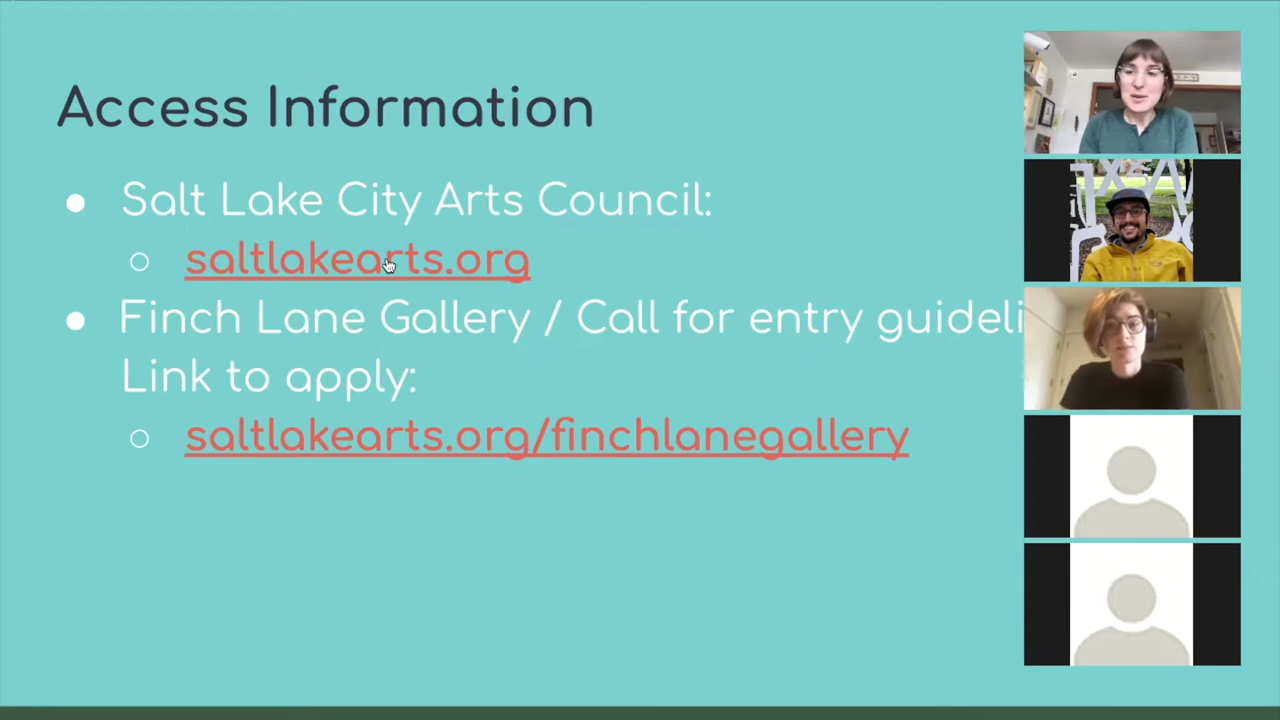 Access Information
● Salt Lake City Arts Council:
○ saltlakearts.org
● Finch Lane Gallery / Call for entry guideli
Link to apply:
○ saltlakearts.org/finchlanegallery